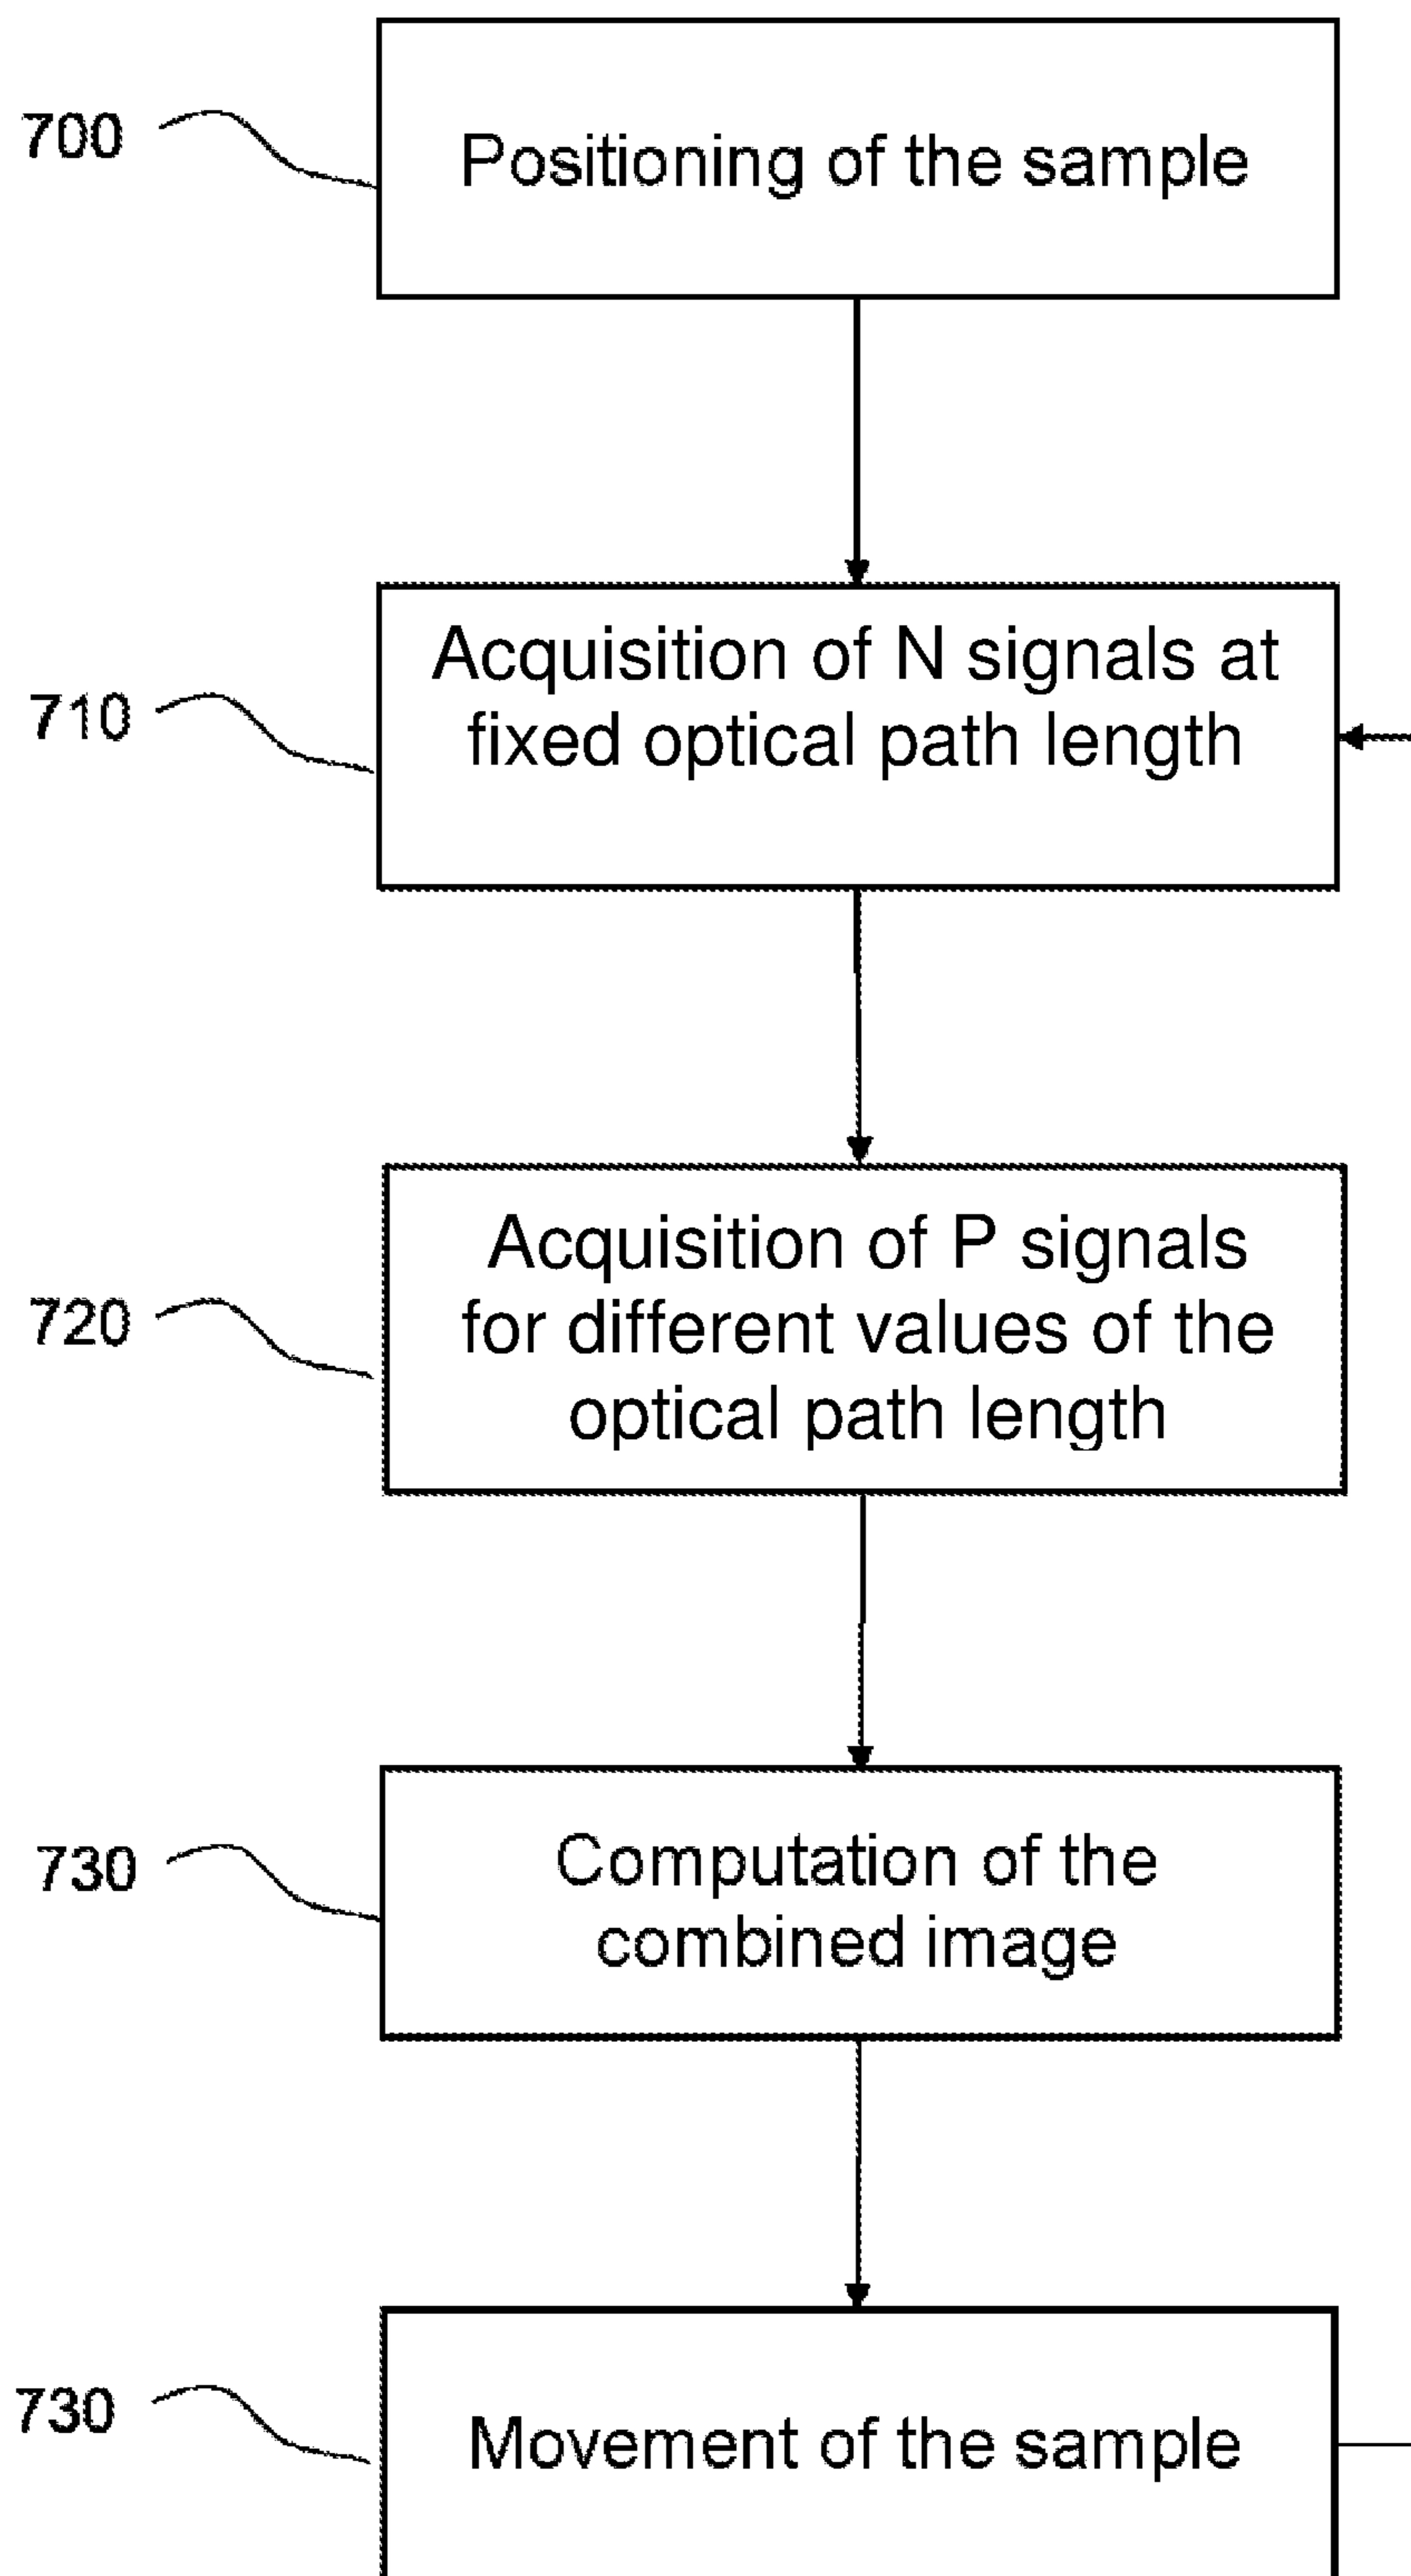 700
Positioning of the sample
710
Acquisition of N signals at
fixed optical path length
720
Acquisition of P signals
for different values of the
optical path length
730
Computation of the
combined image
730
Movement of the sample